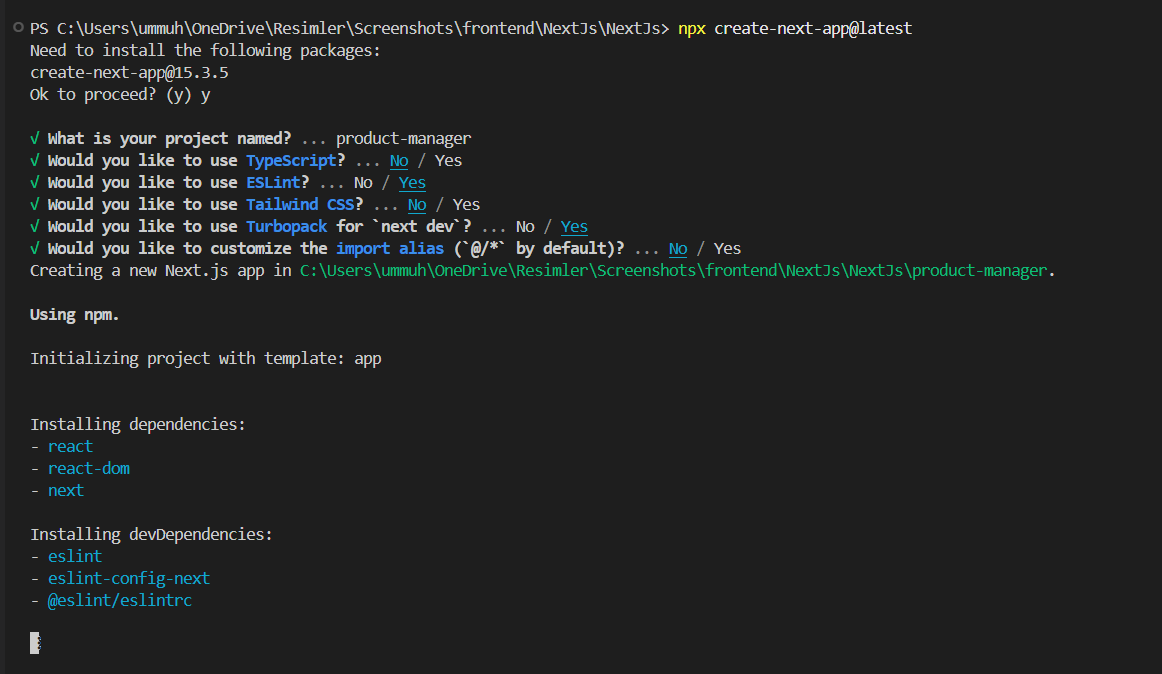 PS C:\Users\ummuh\OneDrive\Resimler\Screenshots\frontend\NextJs\NextJs> npx create-next-app@latest
Need to install the following packages:
create-next-app@15.3.5
Ok to proceed? (y) y
√ What is your project named? ... product-manager
√ Would you like to use TypeScript? ... No / Yes
√ Would you like to use ESLint? ... No / Yes
√ Would you like to use Tailwind CSS? ... No / Yes
√ Would you like to use Turbopack for `next dev`? ... No / Yes
√ Would you like to customize the import alias (`@/*` by default)? ... No / Yes
Creating a new Next.js app in C:\Users\ummuh\OneDrive\Resimler\Screenshots\frontend\NextJs\NextJs\product-manager.
Using npm.
Initializing project with template: app
Installing dependencies:
- react
- react-dom
- next
Installing devDependencies:
- eslint
- eslint-config-next
- @eslint/eslintrc